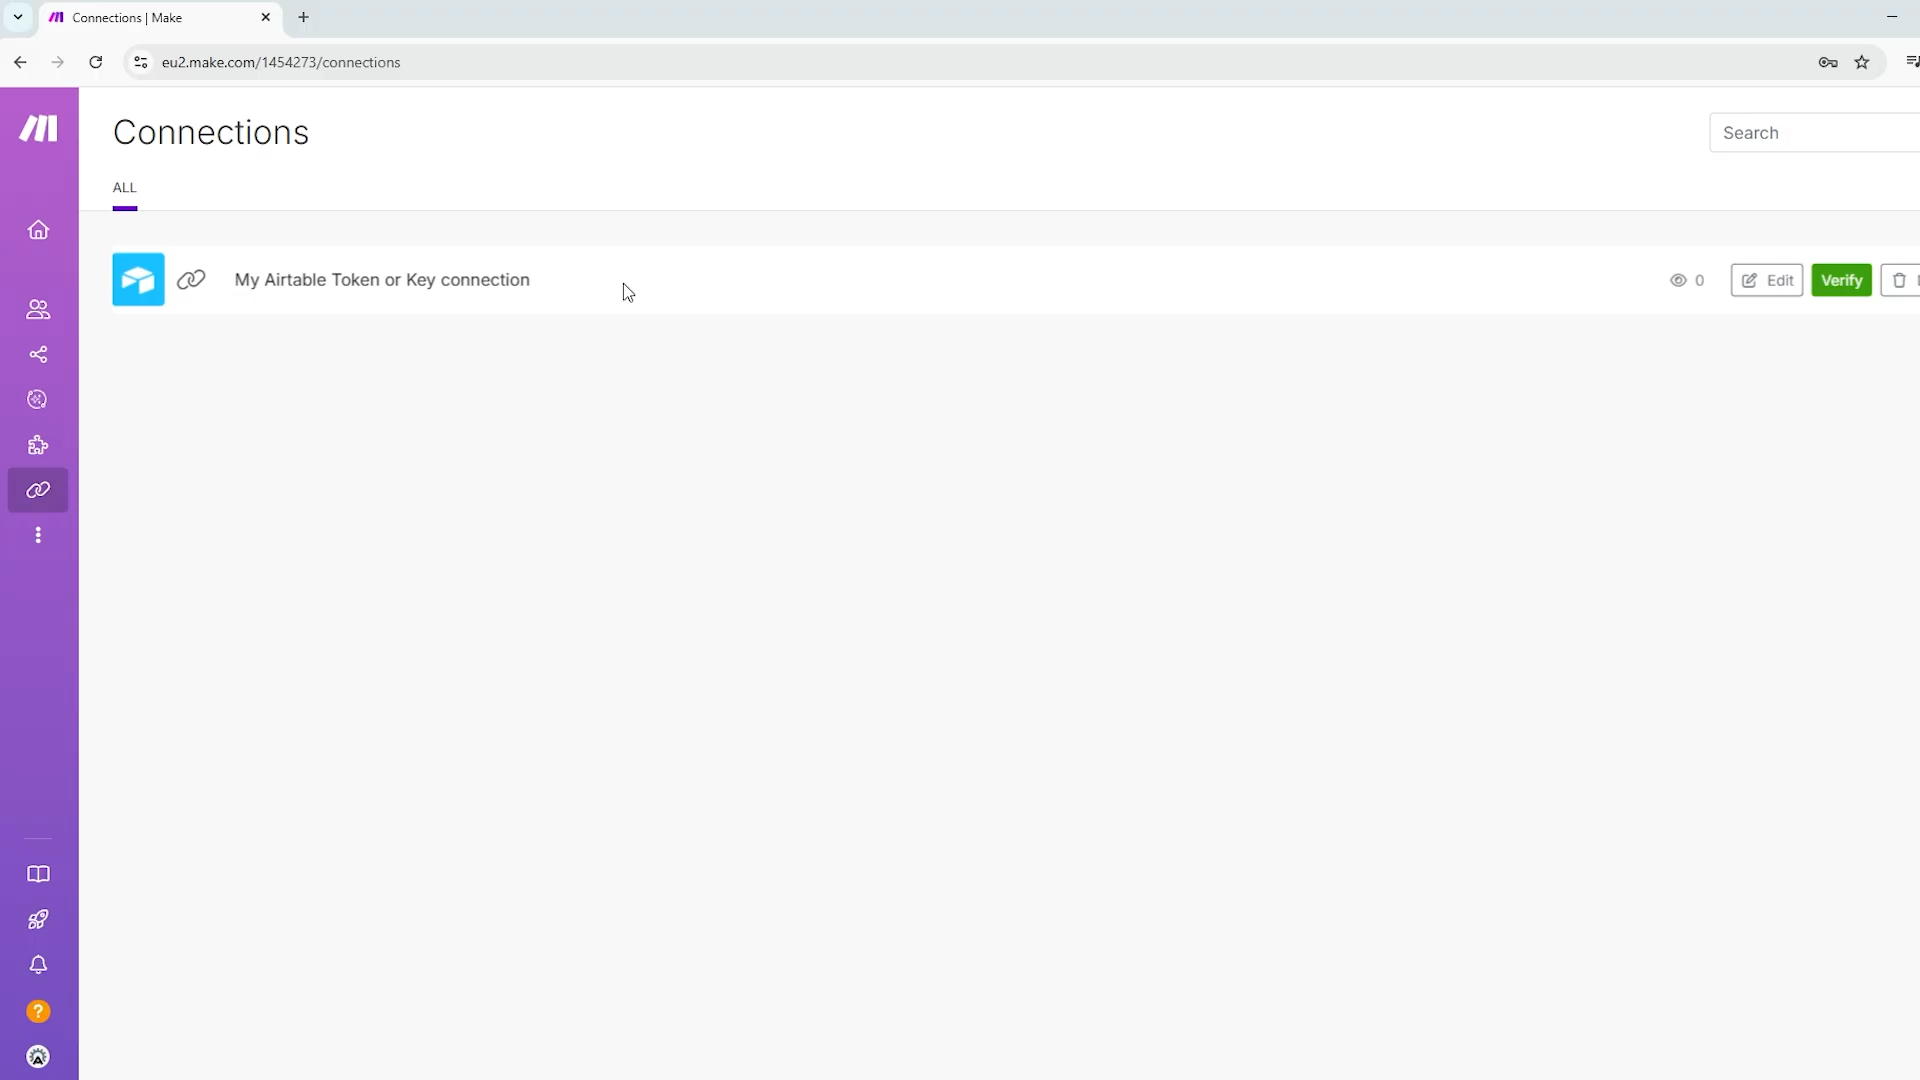 Connections | Make
eu2.make.com/1454273/connections
Connections
Search
ALL
My Airtable Token or Key connection
0
Edit
Verify
?